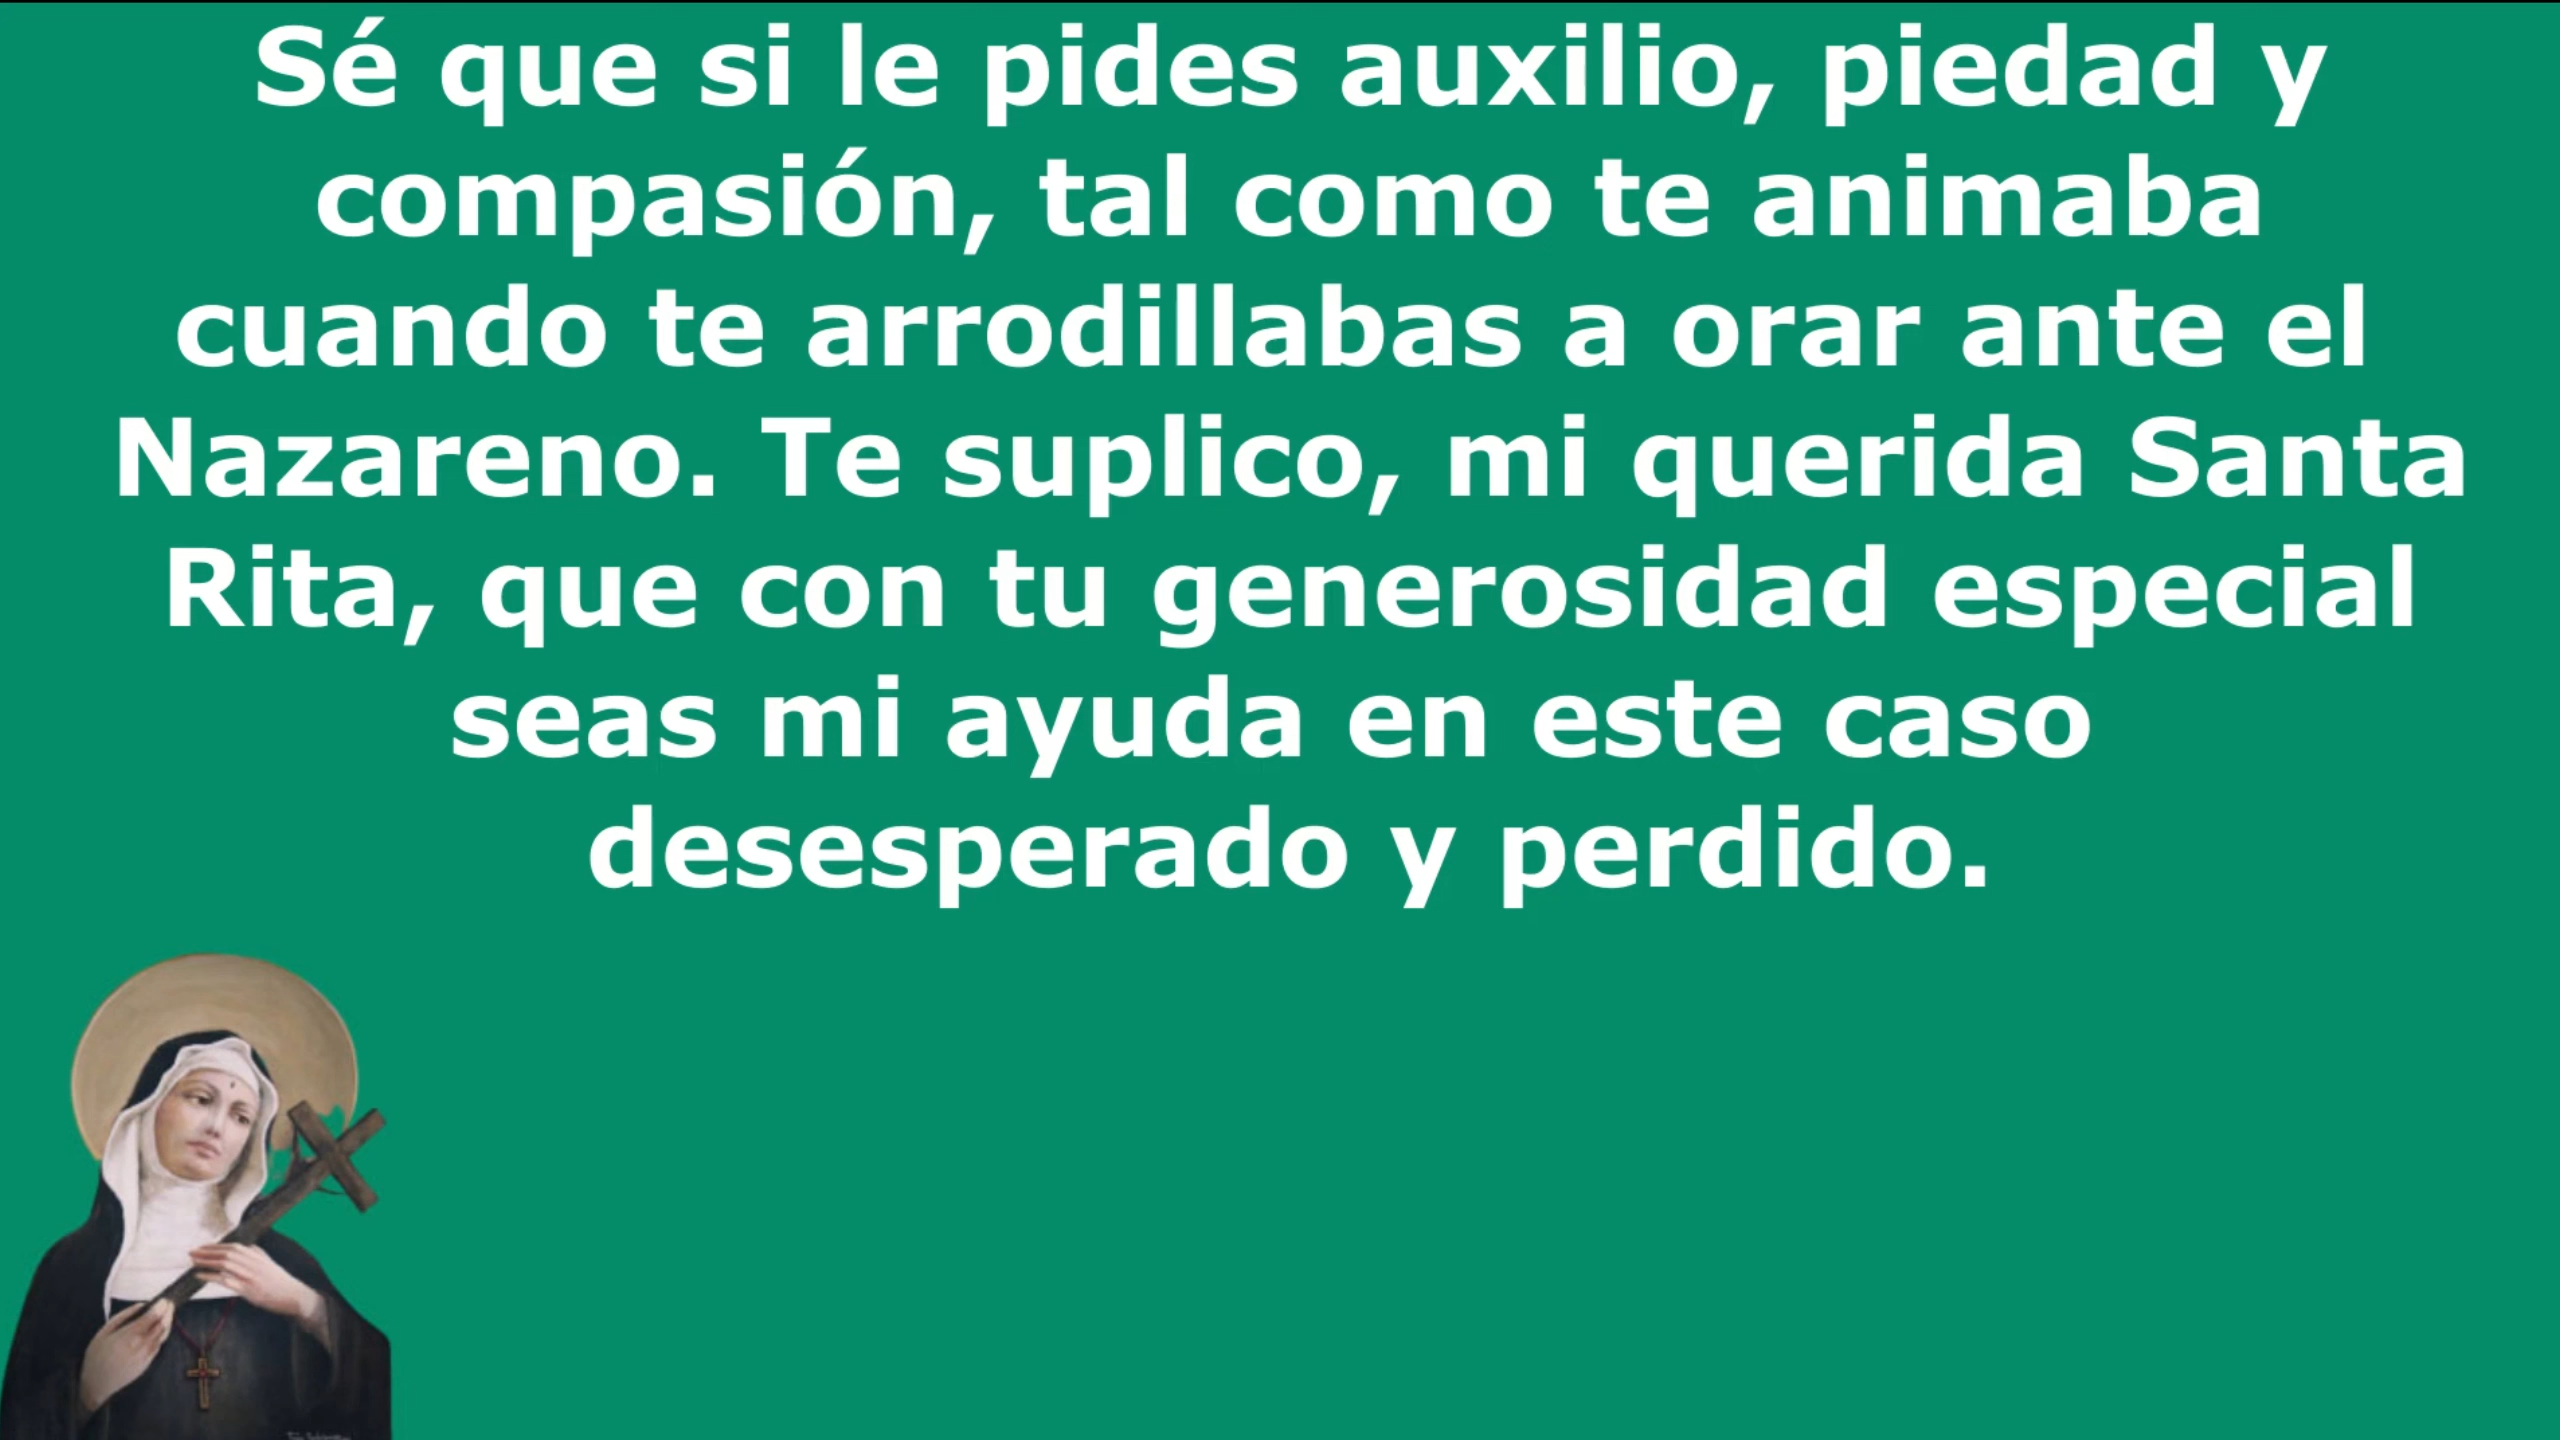 Sé que si le pides auxilio, piedad y
compasión, tal como te animaba
cuando te arrodillabas a orar ante el
Nazareno. Te suplico, mi querida Santa
Rita, que con tu generosidad especial
seas mi ayuda en este caso
desesperado y perdido.